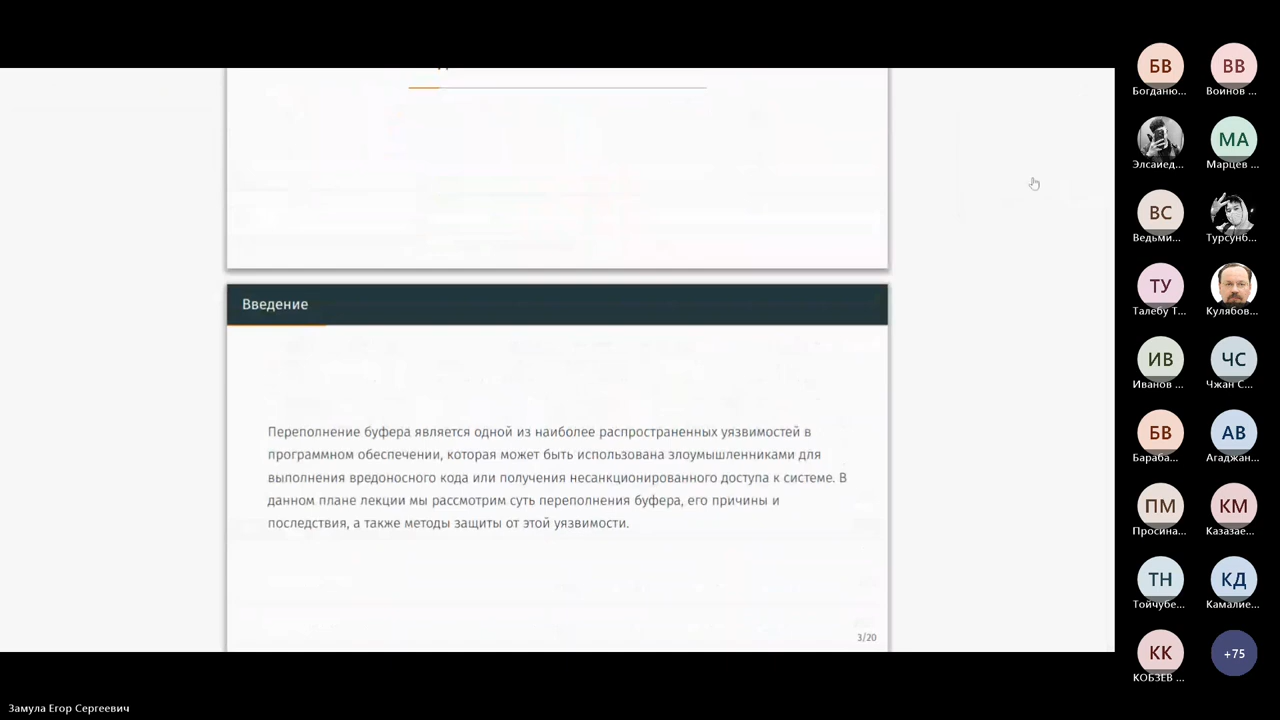 Введение
Переполнение буфера является одной из наиболее распространенных уязвимостей в
программном обеспечении, которая может быть использована злоумышленниками для
выполнения вредоносного кода или получения несанкционированного доступа к системе. В
данном плане лекции мы рассмотрим суть переполнения буфера, его причины и
последствия, а также методы защиты от этой уязвимости.
3/20
БВ
Богданю...
ВВ
Воинов ...
Элсаиед...
МА
Марцев ...
ВС
Ведьми...
Турсунб...
ТУ
Талебу Т...
Кулябов...
ИВ
Иванов ...
ЧС
Чжан С...
БВ
Бараба...
АВ
Агаджан...
ПМ
Просина...
КМ
Казазае...
ТН
Тойчубе...
КД
Камалие...
КК
КОБЗЕВ ...
+75
Замула Егор Сергеевич